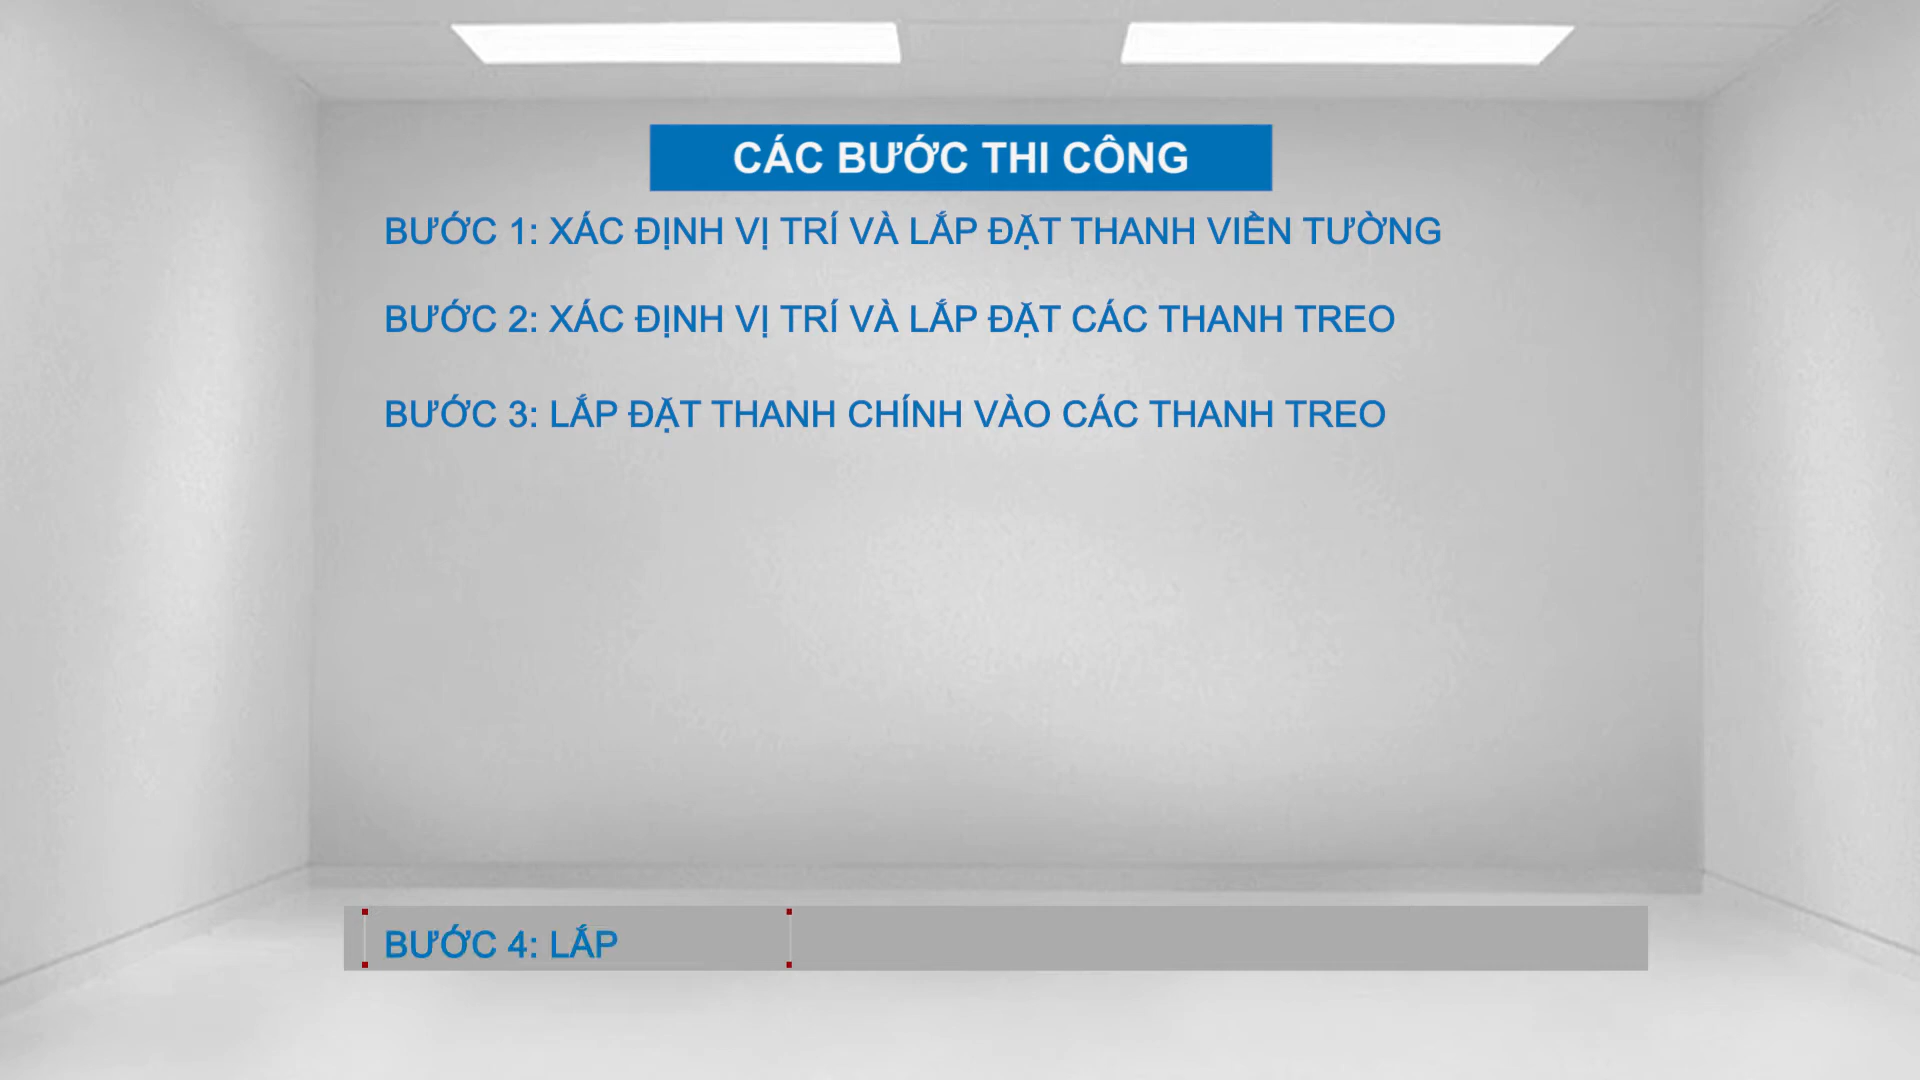 CÁC BƯỚC THI CÔNG
BƯỚC 1: XÁC ĐỊNH VỊ TRÍ VÀ LẮP ĐẶT THANH VIỀN TƯỜNG
BƯỚC 2: XÁC ĐỊNH VỊ TRÍ VÀ LẮP ĐẶT CÁC THANH TREO
BƯỚC 3: LẮP ĐẶT THANH CHÍNH VÀO CÁC THANH TREO
BƯỚC 4: LẮP